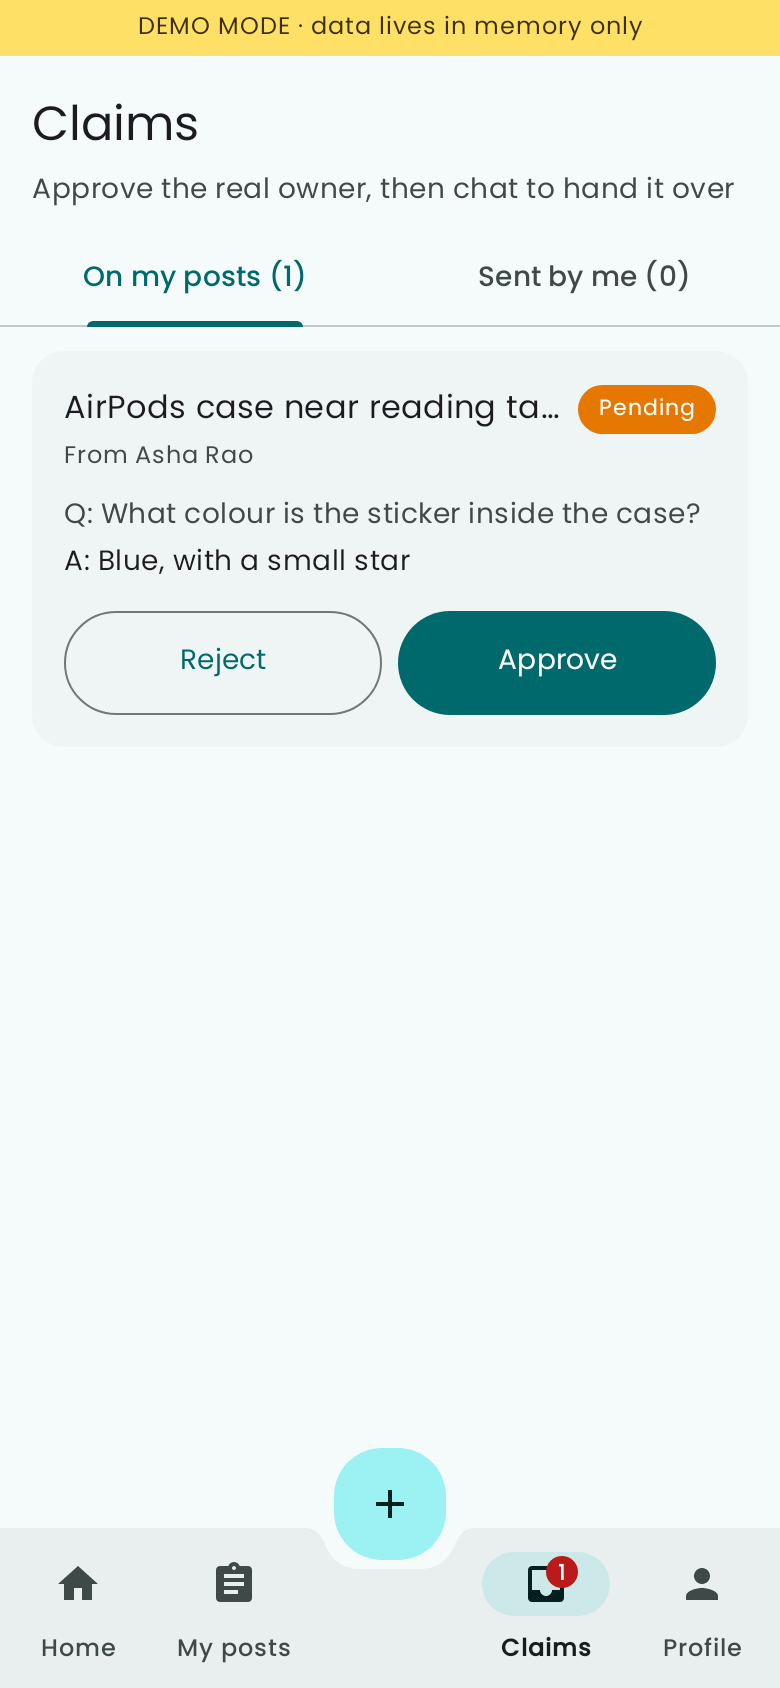 DEMO MODE · data lives in memory only
Claims
Approve the real owner, then chat to hand it over
On my posts (1)
Sent by me (0)
AirPods case near reading ta...
Pending
From Asha Rao
Q: What colour is the sticker inside the case?
A: Blue, with a small star
Reject
Approve
1
Home
My posts
Claims
Profile